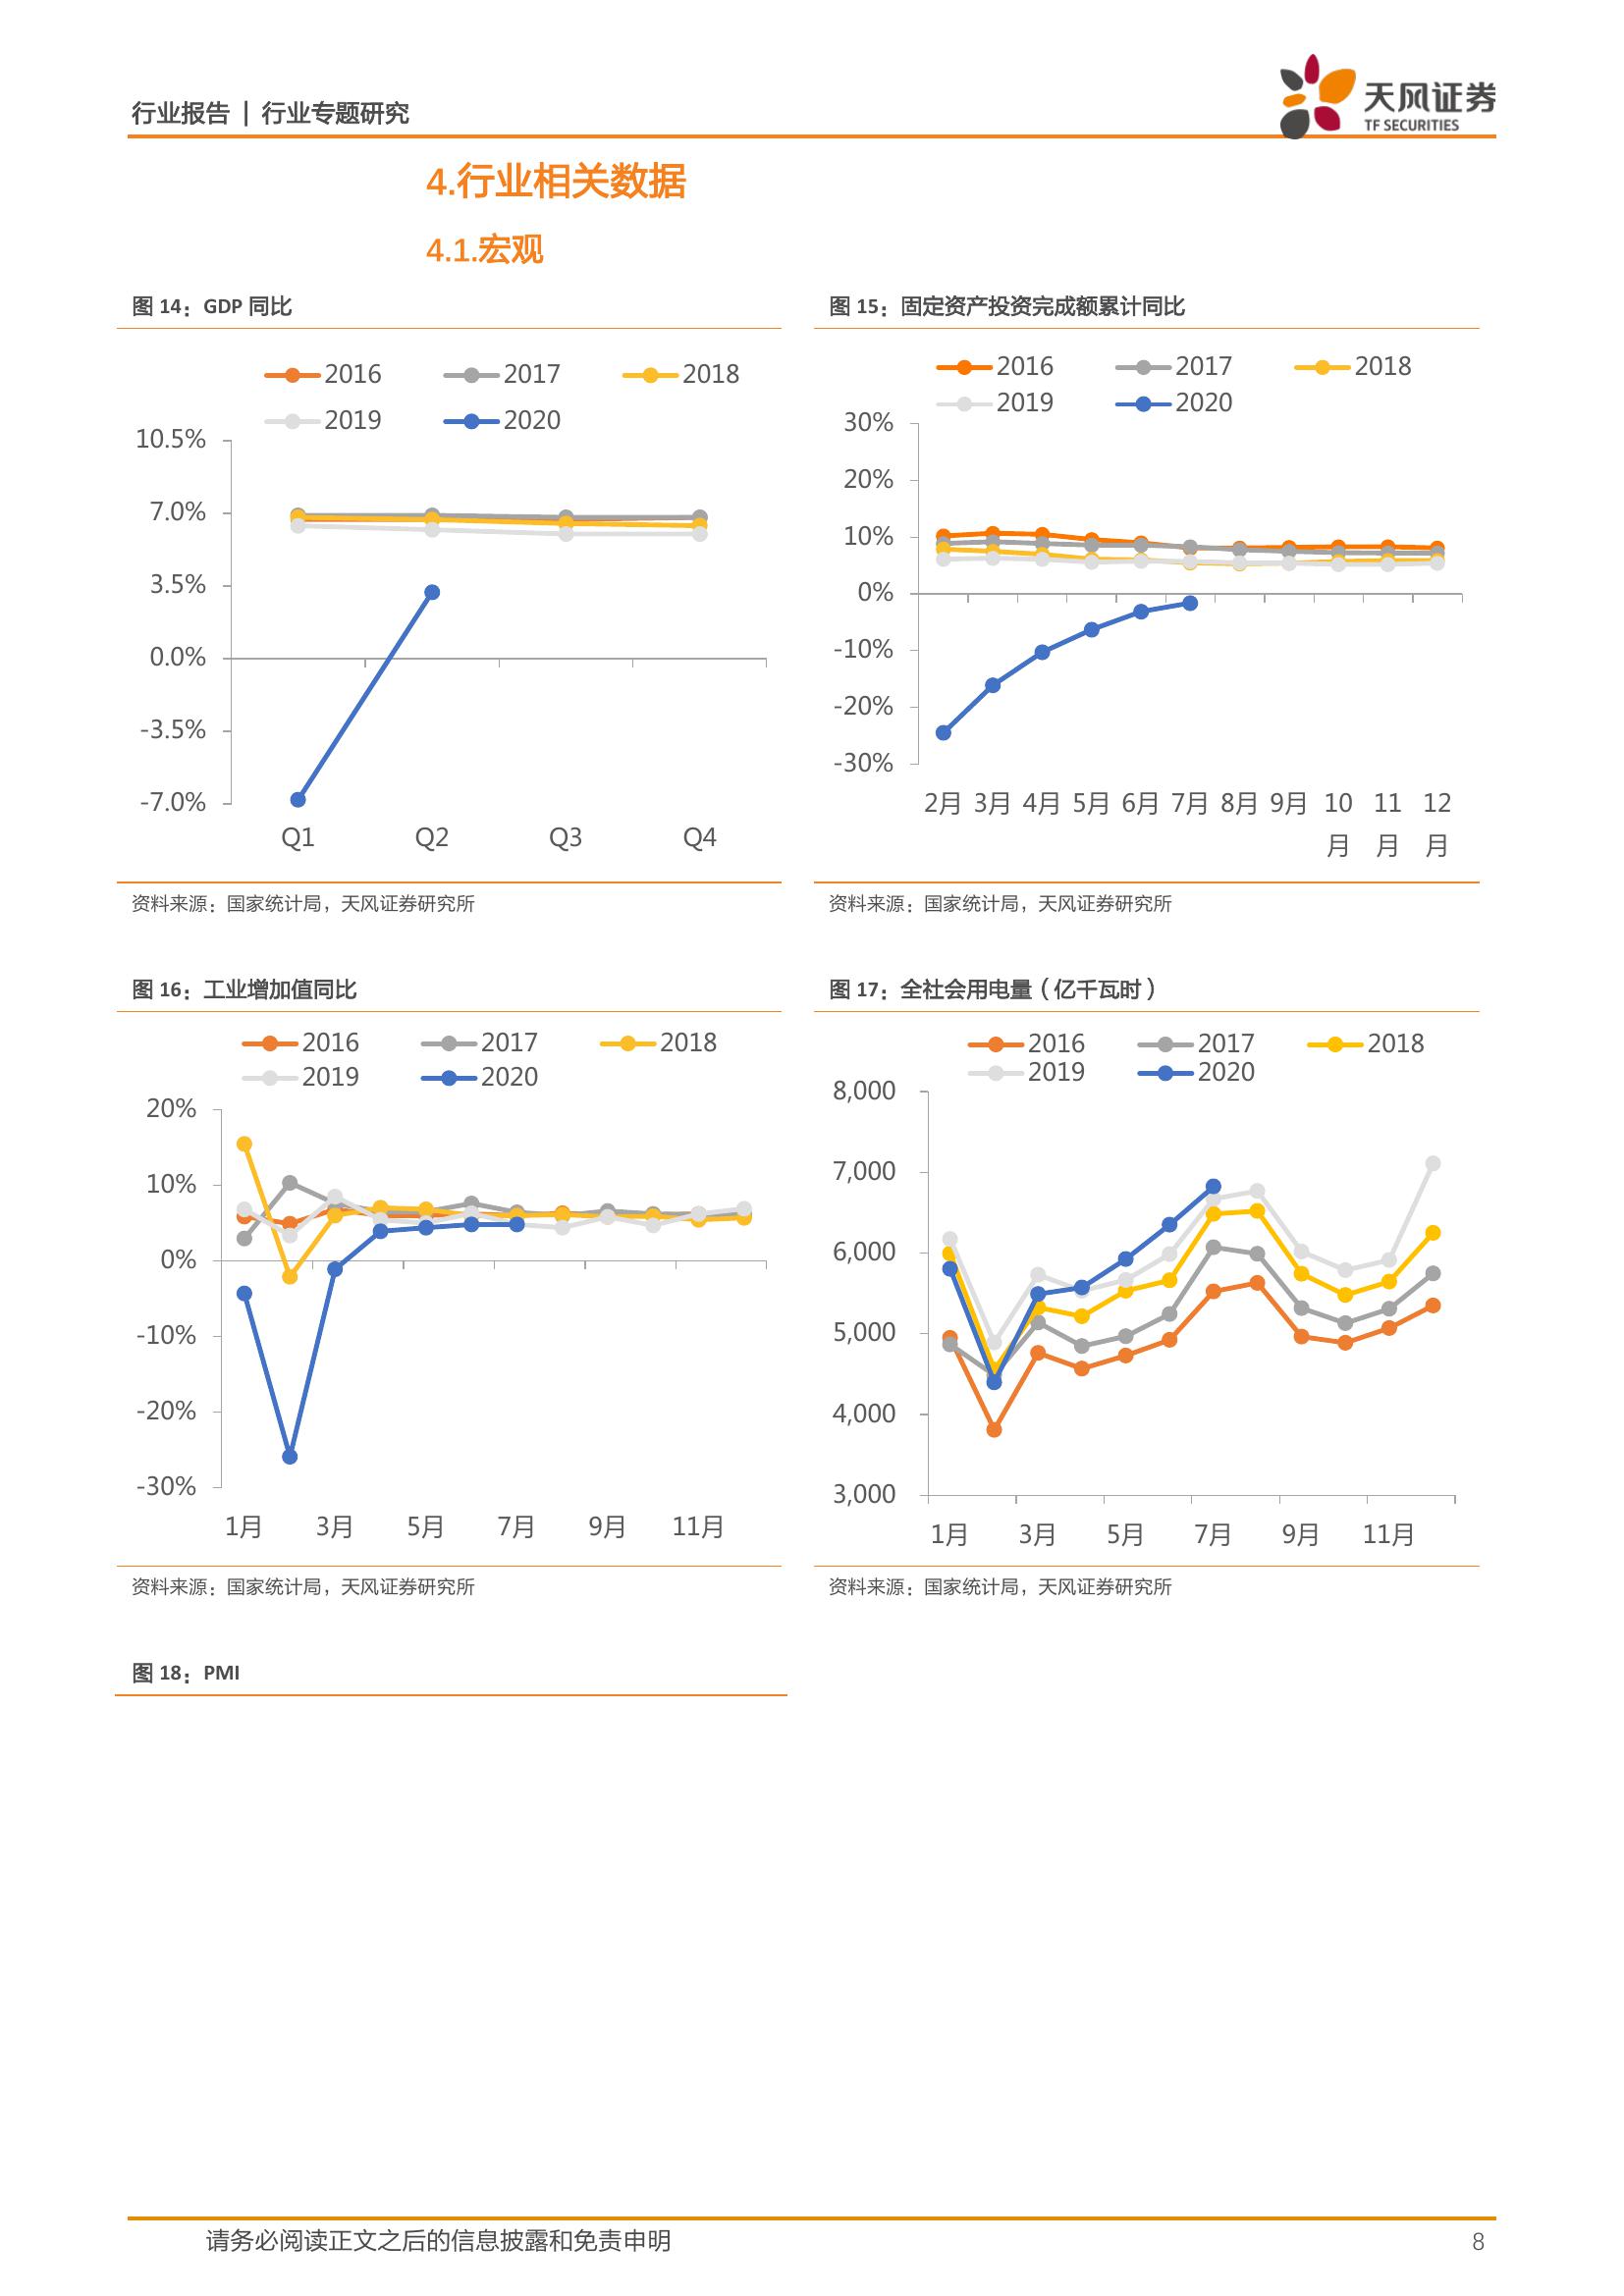 行业报告 | 行业专题研究
天风证券
TF SECURITIES
4.行业相关数据
4.1.宏观
图 14：GDP 同比
2016 2017 2018
2019 2020
10.5%
7.0%
3.5%
0.0%
-3.5%
-7.0%
Q1 Q2 Q3 Q4
资料来源：国家统计局，天风证券研究所
图 15：固定资产投资完成额累计同比
2016 2017 2018
2019 2020
30%
20%
10%
0%
-10%
-20%
-30%
2月 3月 4月 5月 6月 7月 8月 9月 10月 11月 12月
资料来源：国家统计局，天风证券研究所
图 16：工业增加值同比
2016 2017 2018
2019 2020
20%
10%
0%
-10%
-20%
-30%
1月 3月 5月 7月 9月 11月
资料来源：国家统计局，天风证券研究所
图 17：全社会用电量（亿千瓦时）
2016 2017 2018
2019 2020
8,000
7,000
6,000
5,000
4,000
3,000
1月 3月 5月 7月 9月 11月
资料来源：国家统计局，天风证券研究所
图 18：PMI
请务必阅读正文之后的信息披露和免责申明
8